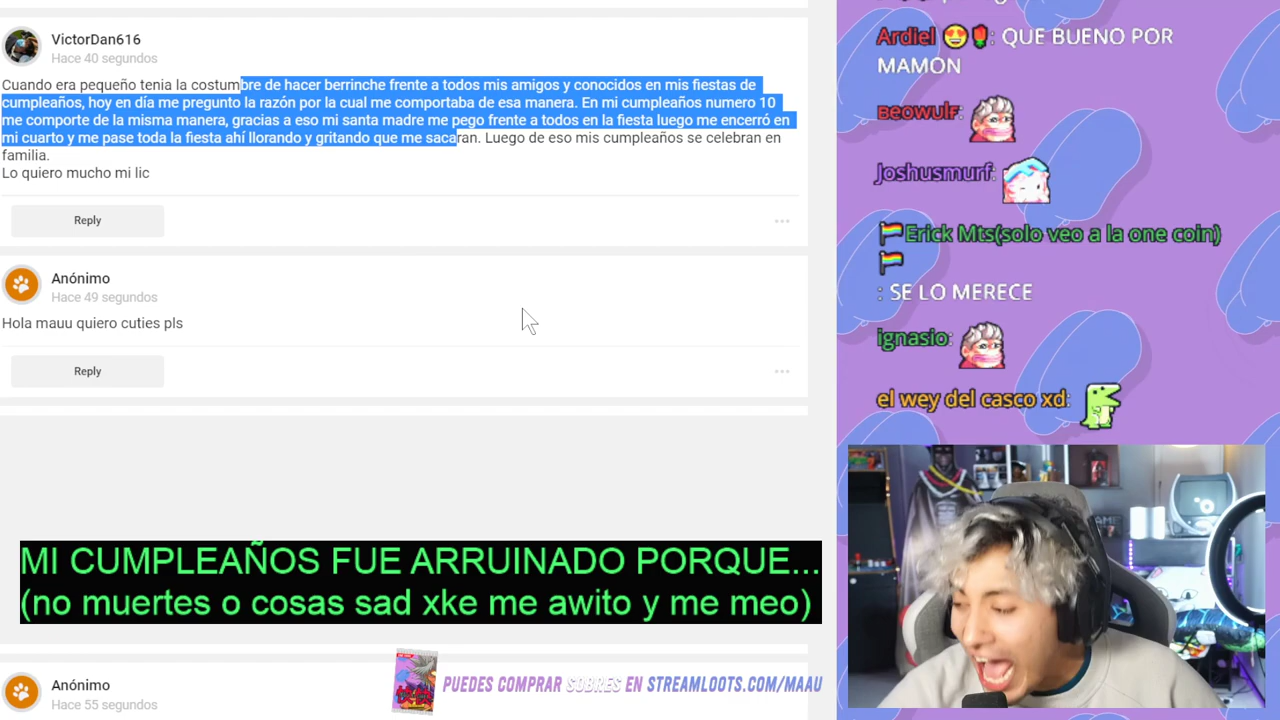 VictorDan616
Hace 40 segundos
Cuando era pequeño tenia la costumbre de hacer berrinche frente a todos mis amigos y conocidos en mis fiestas de
cumpleaños, hoy en día me pregunto la razón por la cual me comportaba de esa manera. En mi cumpleaños numero 10
me comporte de la misma manera, gracias a eso mi santa madre me pego frente a todos en la fiesta luego me encerró en
mi cuarto y me pase toda la fiesta ahí llorando y gritando que me sacaran. Luego de eso mis cumpleaños se celebran en
familia.
Lo quiero mucho mi lic
Reply
Anónimo
Hace 49 segundos
Hola mauu quiero cuties pls
Reply
MI CUMPLEAÑOS FUE ARRUINADO PORQUE...
(no muertes o cosas sad xke me awito y me meo)
Anónimo
Hace 55 segundos
PUEDES COMPRAR SOBRES EN STREAMLOOTS.COM/MAAU
Ardiel 😍🌹: QUE BUENO POR
MAMON
Beowulf:
Joshusmurf:
🏳️‍🌈Erick Mts(solo veo a la one coin)
🏳️‍🌈
: SE LO MERECE
ignasio:
el wey del casco xd: